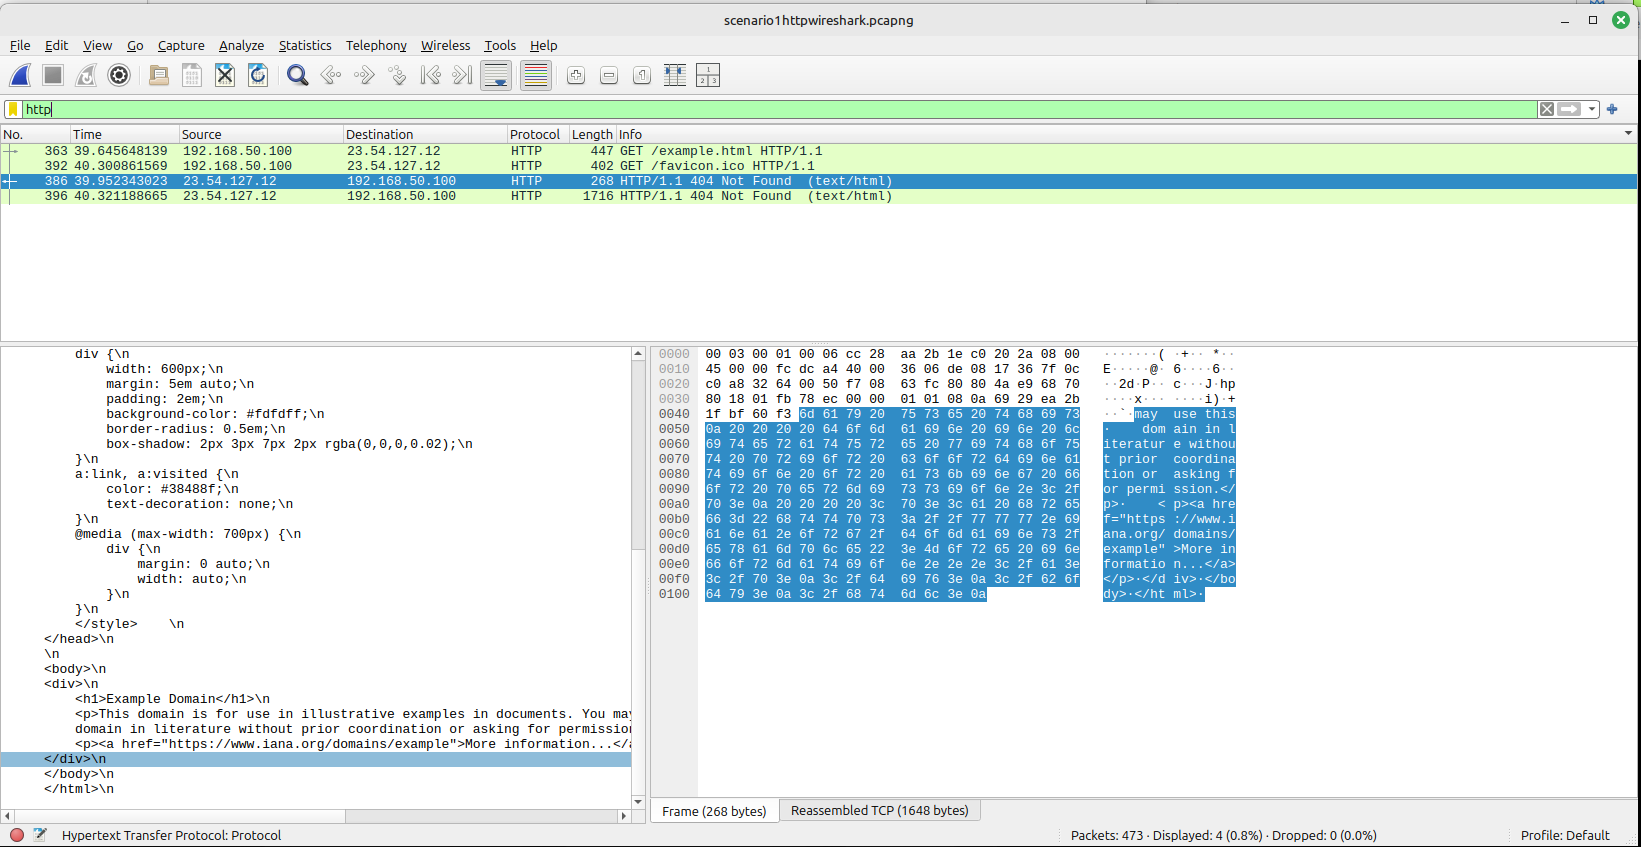 scenario1httpwireshark.pcapng
File Edit View Go Capture Analyze Statistics Telephony Wireless Tools Help
http
No. Time Source Destination Protocol Length Info
363 39.645648139 192.168.50.100 23.54.127.12 HTTP 447 GET /example.html HTTP/1.1
392 40.300861569 192.168.50.100 23.54.127.12 HTTP 402 GET /favicon.ico HTTP/1.1
386 39.952343023 23.54.127.12 192.168.50.100 HTTP 268 HTTP/1.1 404 Not Found (text/html)
396 40.321188665 23.54.127.12 192.168.50.100 HTTP 1716 HTTP/1.1 404 Not Found (text/html)
div {\n
width: 600px;\n
margin: 5em auto;\n
padding: 2em;\n
background-color: #fdfdff;\n
border-radius: 0.5em;\n
box-shadow: 2px 3px 7px 2px rgba(0,0,0,0.02);\n
}\n
a:link, a:visited {\n
color: #38488f;\n
text-decoration: none;\n
}\n
@media (max-width: 700px) {\n
div {\n
margin: 0 auto;\n
width: auto;\n
}\n
}\n
</style>    \n
</head>\n
\n
<body>\n
<div>\n
<h1>Example Domain</h1>\n
<p>This domain is for use in illustrative examples in documents. You may
domain in literature without prior coordination or asking for permission
<p><a href="https://www.iana.org/domains/example">More information...</a
</div>\n
</body>\n
</html>\n
0000 00 03 00 01 00 06 cc 28 aa 2b 1e c0 20 2a 08 00 ·······( ·+·· *··
0010 45 00 00 fc dc a4 40 00 36 06 de 08 17 36 7f 0c E·····@· 6····6··
0020 c0 a8 32 64 00 50 f7 08 63 fc 80 80 4a e9 68 70 ··2d·P·· c···J·hp
0030 80 18 01 fb 78 ec 00 00 01 01 08 0a 69 29 ea 2b ····x··· ····i)·+
0040 1f bf 60 f3 6d 61 79 20 75 73 65 20 74 68 69 73 ··`·may use this
0050 0a 20 20 20 20 64 6f 6d 61 69 6e 20 69 6e 20 6c ·    dom ain in l
0060 69 74 65 72 61 74 75 72 65 20 77 69 74 68 6f 75 iteratur e withou
0070 74 20 70 72 69 6f 72 20 63 6f 6f 72 64 69 6e 61 t prior coordina
0080 74 69 6f 6e 20 6f 72 20 61 73 6b 69 6e 67 20 66 tion or asking f
0090 6f 72 20 70 65 72 6d 69 73 73 69 6f 6e 2e 3c 2f or permi ssion.</
00a0 70 3e 0a 20 20 20 20 3c 70 3e 3c 61 20 68 72 65 p>·    < p><a hre
00b0 66 3d 22 68 74 74 70 73 3a 2f 2f 77 77 77 2e 69 f="https ://www.i
00c0 61 6e 61 2e 6f 72 67 2f 64 6f 6d 61 69 6e 73 2f ana.org/ domains/
00d0 65 78 61 6d 70 6c 65 22 3e 4d 6f 72 65 20 69 6e example" >More in
00e0 66 6f 72 6d 61 74 69 6f 6e 2e 2e 2e 3c 2f 61 3e formatio n...</a>
00f0 3c 2f 70 3e 0a 3c 2f 64 69 76 3e 0a 3c 2f 62 6f </p>·</d iv>·</bo
0100 64 79 3e 0a 3c 2f 68 74 6d 6c 3e 0a dy>·</ht ml>·
Frame (268 bytes) Reassembled TCP (1648 bytes)
Hypertext Transfer Protocol: Protocol Packets: 473 · Displayed: 4 (0.8%) · Dropped: 0 (0.0%) Profile: Default